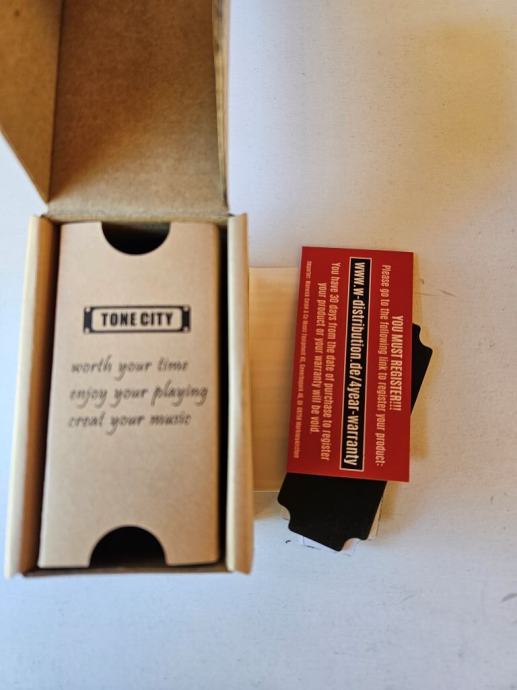 TONE CITY
worth your time
enjoy your playing
creat your music
YOU MUST REGISTER!!!
Please go to the following link to register your product:
www.w-distribution.de/4year-warranty
You have 30 days from the date of purchase to register
your product or your warranty will be void